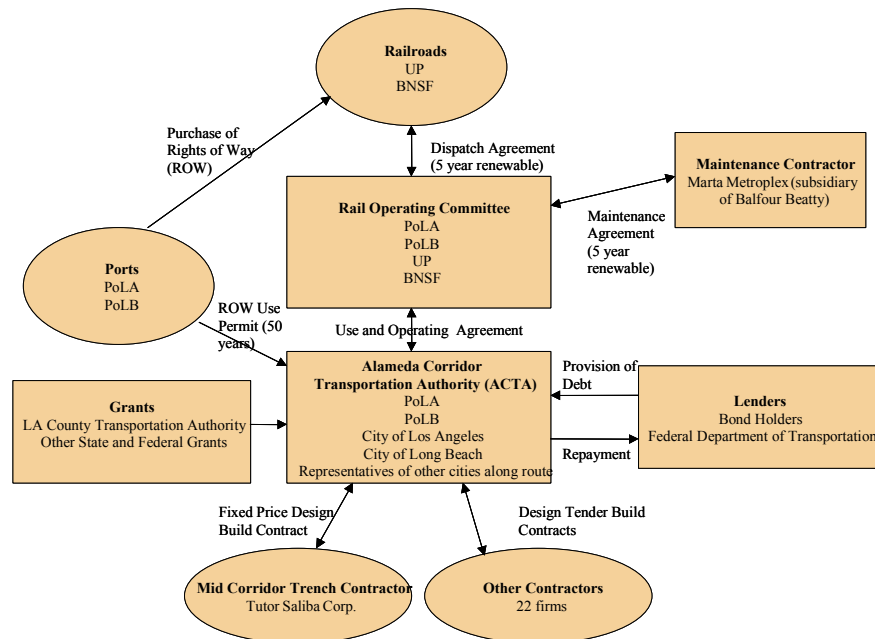 Railroads
UP
BNSF
Purchase of
Rights of Way
(ROW)
Dispatch Agreement
(5 year renewable)
Maintenance Contractor
Marta Metroplex (subsidiary
of Balfour Beatty)
Rail Operating Committee
PoLA
PoLB
UP
BNSF
Maintenance
Agreement
(5 year
renewable)
Ports
PoLA
PoLB
ROW Use
Permit (50
years)
Use and Operating Agreement
Alameda Corridor
Transportation Authority (ACTA)
PoLA
PoLB
City of Los Angeles
City of Long Beach
Representatives of other cities along route
Provision of
Debt
Repayment
Grants
LA County Transportation Authority
Other State and Federal Grants
Lenders
Bond Holders
Federal Department of Transportation
Fixed Price Design
Build Contract
Design Tender Build
Contracts
Mid Corridor Trench Contractor
Tutor Saliba Corp.
Other Contractors
22 firms